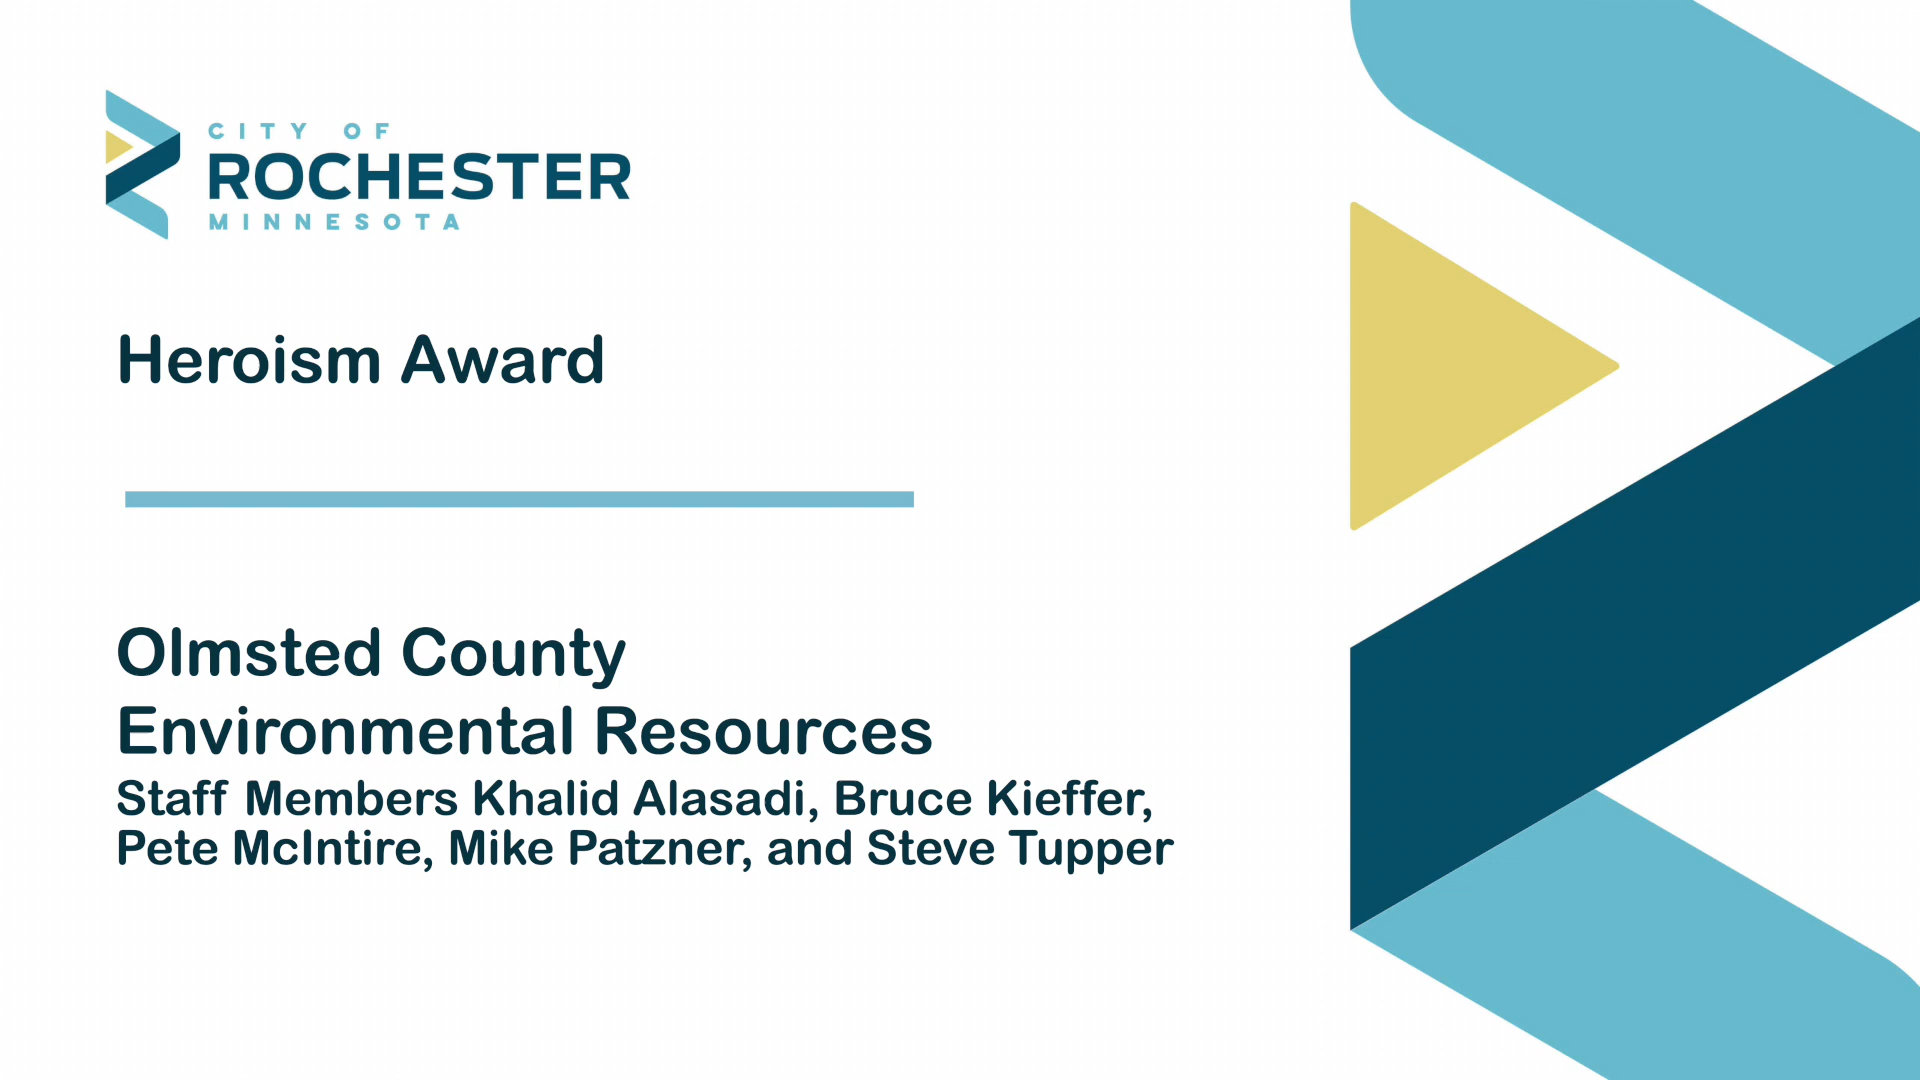 CITY OF
ROCHESTER
MINNESOTA
Heroism Award
Olmsted County
Environmental Resources
Staff Members Khalid Alasadi, Bruce Kieffer,
Pete McIntire, Mike Patzner, and Steve Tupper